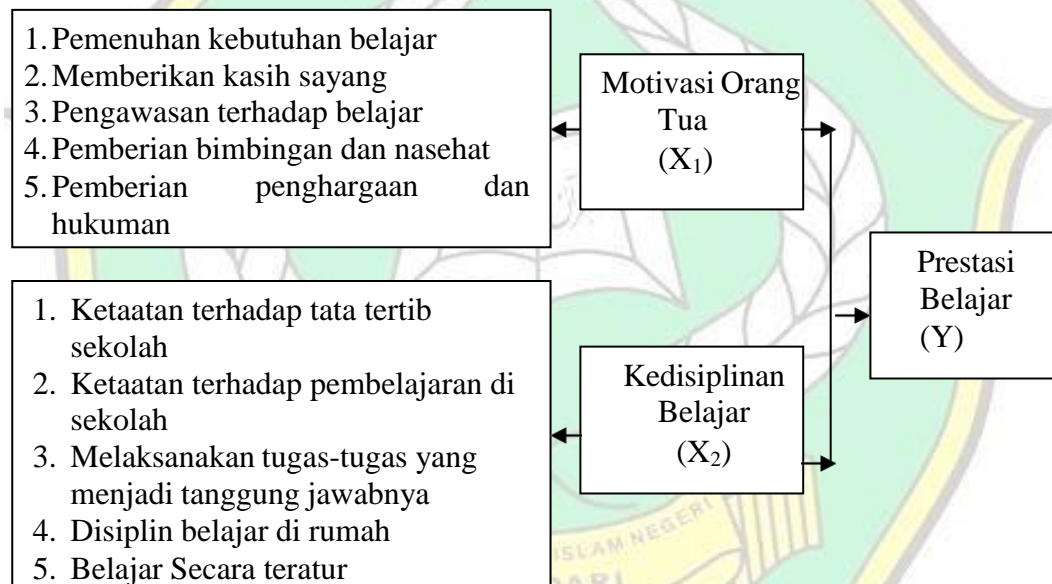 1. Pemenuhan kebutuhan belajar
2. Memberikan kasih sayang
3. Pengawasan terhadap belajar
4. Pemberian bimbingan dan nasehat
5. Pemberian penghargaan dan
hukuman
Motivasi Orang
Tua
(X₁)
1. Ketaatan terhadap tata tertib
sekolah
2. Ketaatan terhadap pembelajaran di
sekolah
3. Melaksanakan tugas-tugas yang
menjadi tanggung jawabnya
4. Disiplin belajar di rumah
5. Belajar Secara teratur
Kedisiplinan
Belajar
(X₂)
Prestasi
Belajar
(Y)
ISLAM NEGERI